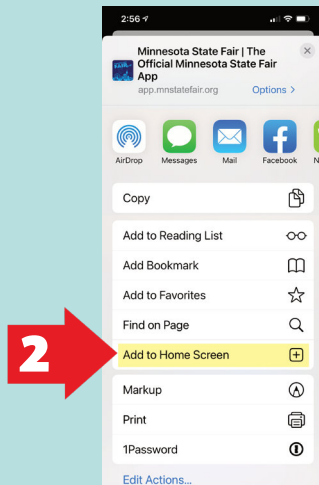 2:56
Minnesota State Fair | The
Official Minnesota State Fair
App
app.mnstatefair.org Options >
AirDrop Messages Mail Facebook
Copy
Add to Reading List
Add Bookmark
Add to Favorites
Find on Page
2
Add to Home Screen
Markup
Print
1Password
Edit Actions...